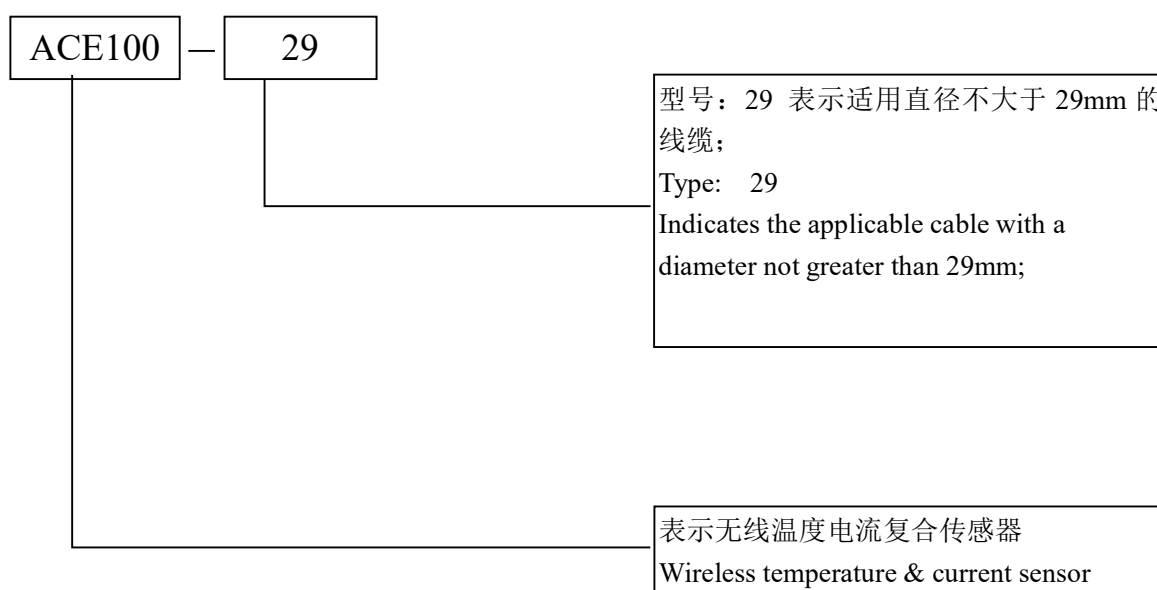 ACE100 — 29
型号：29 表示适用直径不大于 29mm 的
线缆；
Type: 29
Indicates the applicable cable with a
diameter not greater than 29mm;
表示无线温度电流复合传感器
Wireless temperature & current sensor